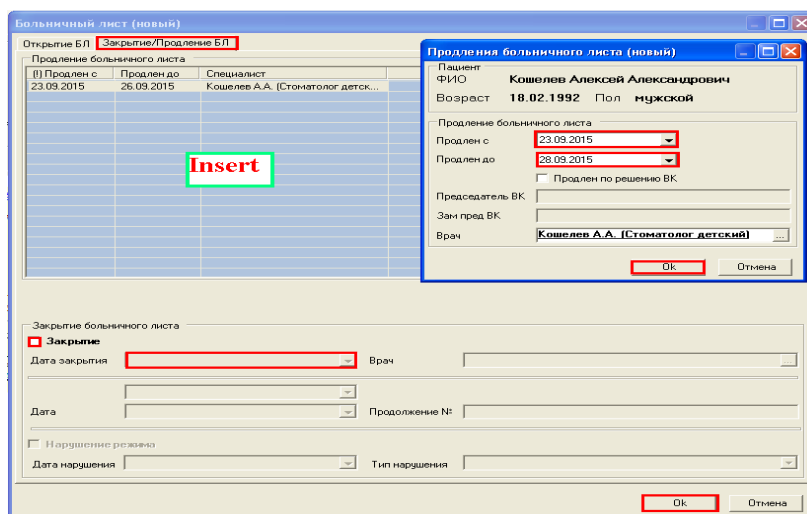 Больничный лист (новый)
Открытие БЛ Закрытие/Продление БЛ
Продление больничного листа
(!) Продлен с Продлен до Специалист
23.09.2015 26.09.2015 Кошелев А.А. (Стоматолог детск...
Insert
Продления больничного листа (новый)
Пациент
ФИО Кошелев Алексей Александрович
Возраст 18.02.1992 Пол мужской
Продление больничного листа
Продлен с 23.09.2015
Продлен до 28.09.2015
Продлен по решению ВК
Председатель ВК
Зам пред ВК
Врач Кошелев А.А. (Стоматолог детский) ...
Ok Отмена
Закрытие больничного листа
Закрытие
Дата закрытия Врач ...
Дата Продолжение №
Нарушение режима
Дата нарушения Тип нарушения
Ok Отмена